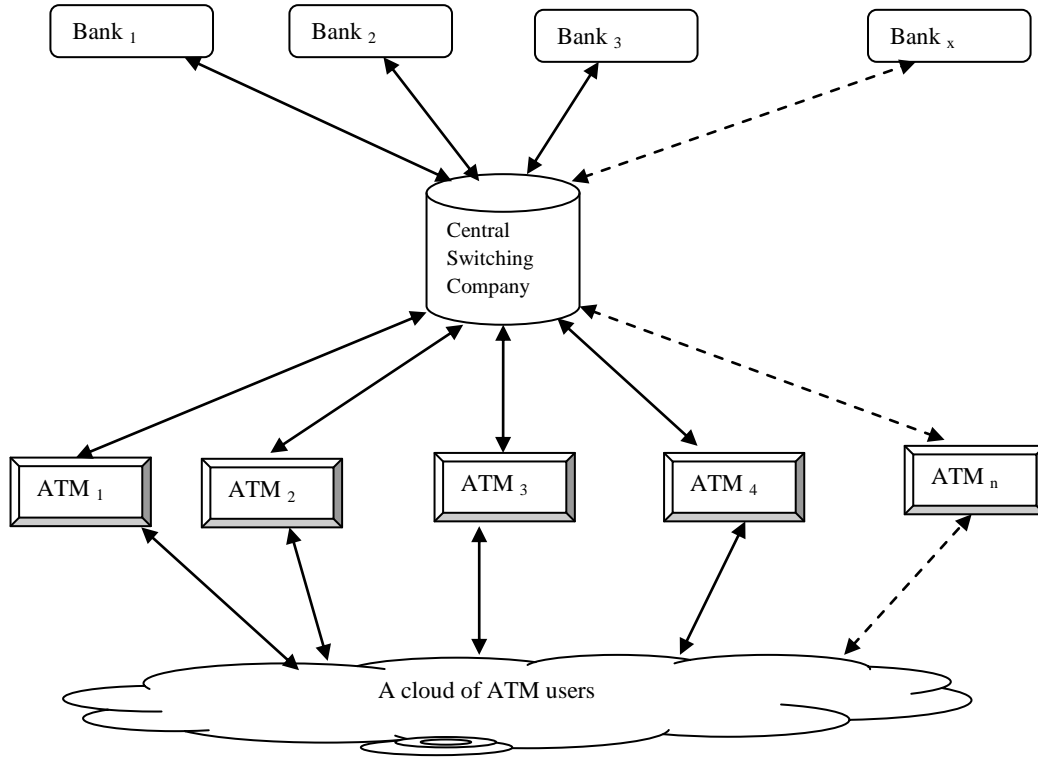 Bank 1
Bank 2
Bank 3
Bank x
Central
Switching
Company
ATM 1
ATM 2
ATM 3
ATM 4
ATM n
A cloud of ATM users